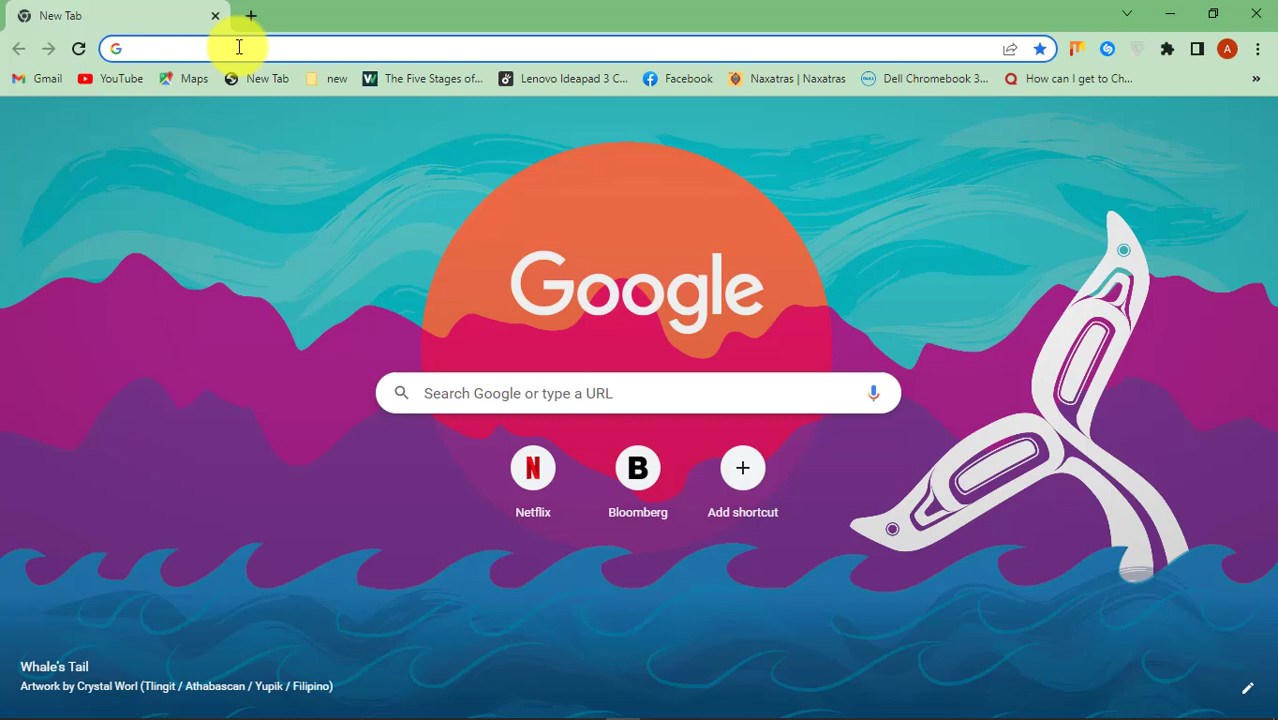 New Tab
Gmail YouTube Maps New Tab new The Five Stages of... Lenovo Ideapad 3 C... Facebook Naxatras | Naxatras Dell Chromebook 3... How can I get to Ch... »
Google
Search Google or type a URL
Netflix Bloomberg Add shortcut
Whale's Tail
Artwork by Crystal Worl (Tlingit / Athabascan / Yupik / Filipino)